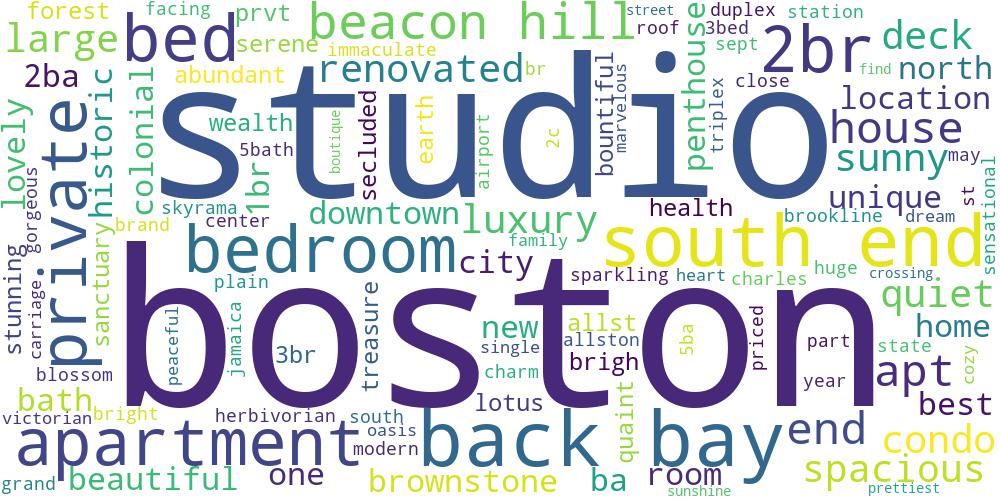 forest
facing
prvt
beacon hill
street
duplex
station
large
bed
serene
immaculate
roof
3bed
penthouse
sept
2br
deck
2ba
abundant
renovated
br
close
find
north
lovely
private
historic
colonial
studio
wealth
5bath
1br
boutique
secluded
earth
airport
2c
bountiful
marvelous
triplex
location
house
sunny
may
gorgeous
skyrama
center
downtown
luxury
health
unique
st
brookline
dream
sensational
brand
family
stunning
carriage.
sanctuary
bedroom
city
south end
sparkling
heart
charles
huge
crossing
plain
quiet
boston
peaceful
jamaica
3br
treasure
new
single
charm
allst
allston
brigh
5ba
priced
part
year
state
home
cozy
blossom
apt
bath
victorian
bright
herbivorian
south
lotus
quaint
best
apartment
oasis
modern
back bay
end
condo
grand
beautiful
one
brownstone
ba
room
sunshine
spacious
prettiest